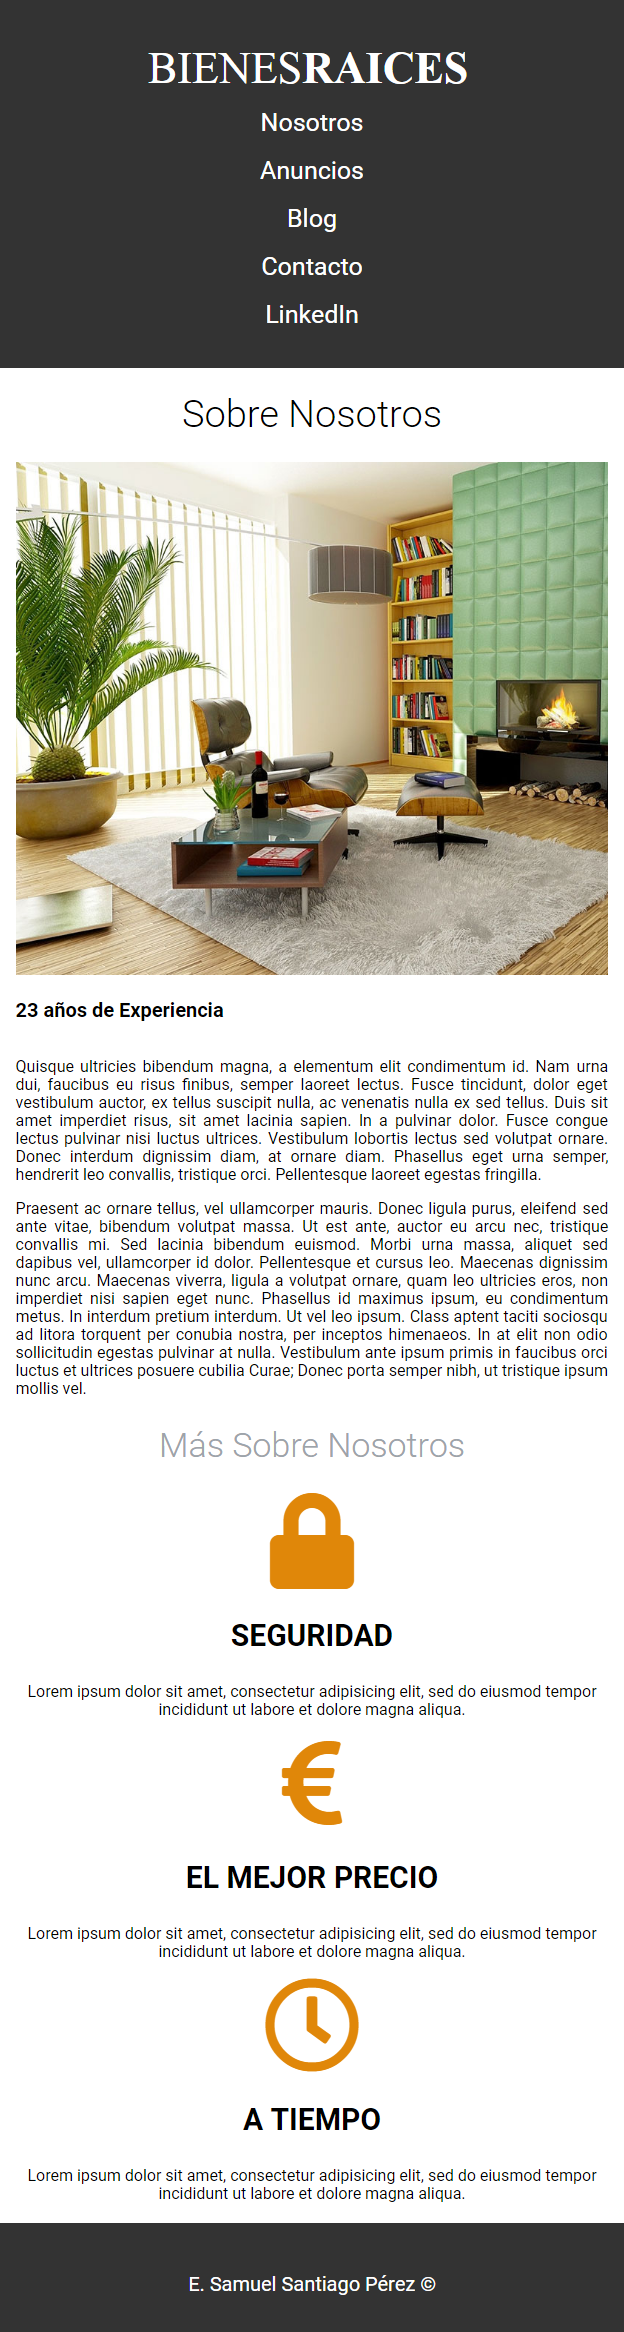 BIENESRAICES
Nosotros
Anuncios
Blog
Contacto
LinkedIn
Sobre Nosotros
23 años de Experiencia
Quisque ultricies bibendum magna, a elementum elit condimentum id. Nam urna
dui, faucibus eu risus finibus, semper laoreet lectus. Fusce tincidunt, dolor eget
vestibulum auctor, ex tellus suscipit nulla, ac venenatis nulla ex sed tellus. Duis sit
amet imperdiet risus, sit amet lacinia sapien. In a pulvinar dolor. Fusce congue
lectus pulvinar nisi luctus ultrices. Vestibulum lobortis lectus sed volutpat ornare.
Donec interdum dignissim diam, at ornare diam. Phasellus eget urna semper,
hendrerit leo convallis, tristique orci. Pellentesque laoreet egestas fringilla.
Praesent ac ornare tellus, vel ullamcorper mauris. Donec ligula purus, eleifend sed
ante vitae, bibendum volutpat massa. Ut est ante, auctor eu arcu nec, tristique
convallis mi. Sed lacinia bibendum euismod. Morbi urna massa, aliquet sed
dapibus vel, ullamcorper id dolor. Pellentesque et cursus leo. Maecenas dignissim
nunc arcu. Maecenas viverra, ligula a volutpat ornare, quam leo ultricies eros, non
imperdiet nisi sapien eget nunc. Phasellus id maximus ipsum, eu condimentum
metus. In interdum pretium interdum. Ut vel leo ipsum. Class aptent taciti sociosqu
ad litora torquent per conubia nostra, per inceptos himenaeos. In at elit non odio
sollicitudin egestas pulvinar at nulla. Vestibulum ante ipsum primis in faucibus orci
luctus et ultrices posuere cubilia Curae; Donec porta semper nibh, ut tristique ipsum
mollis vel.
Más Sobre Nosotros
SEGURIDAD
Lorem ipsum dolor sit amet, consectetur adipisicing elit, sed do eiusmod tempor
incididunt ut labore et dolore magna aliqua.
€
EL MEJOR PRECIO
Lorem ipsum dolor sit amet, consectetur adipisicing elit, sed do eiusmod tempor
incididunt ut labore et dolore magna aliqua.
A TIEMPO
Lorem ipsum dolor sit amet, consectetur adipisicing elit, sed do eiusmod tempor
incididunt ut labore et dolore magna aliqua.
E. Samuel Santiago Pérez ©